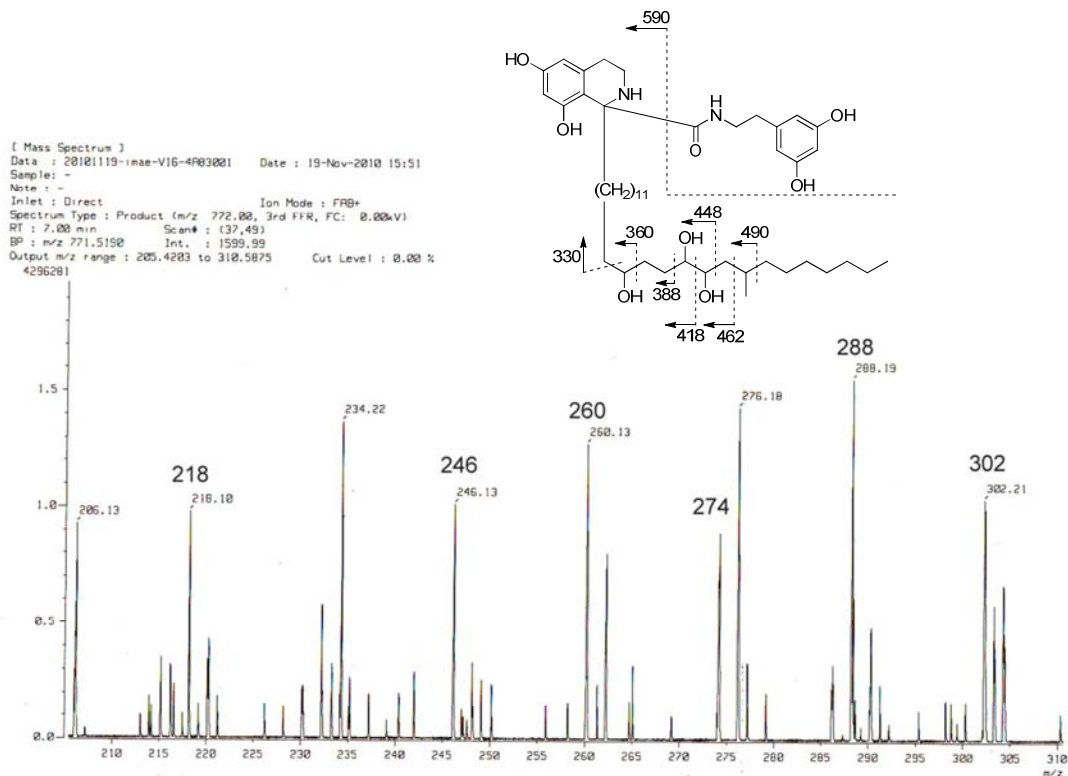 590
HO
NH
OH
H
N
O
OH
OH
(CH)11
448
360
OH
490
330
388
OH
OH
418
462
[ Mass Spectrum ]
Data : 20101119-imae-V16-4A83001 Date : 19-Nov-2010 15:51
Sample: -
Note : -
Inlet : Direct Ion Mode : FAB+
Spectrum Type : Product (m/z 772.00, 3rd FFR, FC: 0.00kV)
RT : 7.00 min Scan# : (37,49)
BP : m/z 771.5190 Int. : 1599.99
Output m/z range : 205.4203 to 310.5875 Cut Level : 0.00 %
4296281
288
288.19
276.18
1.5
234.22
260
260.13
218
246
274
302
1.0
206.13
218.10
246.13
302.21
0.5
0.0
210 215 220 225 230 235 240 245 250 255 260 265 270 275 280 285 290 295 300 305 310
m/z